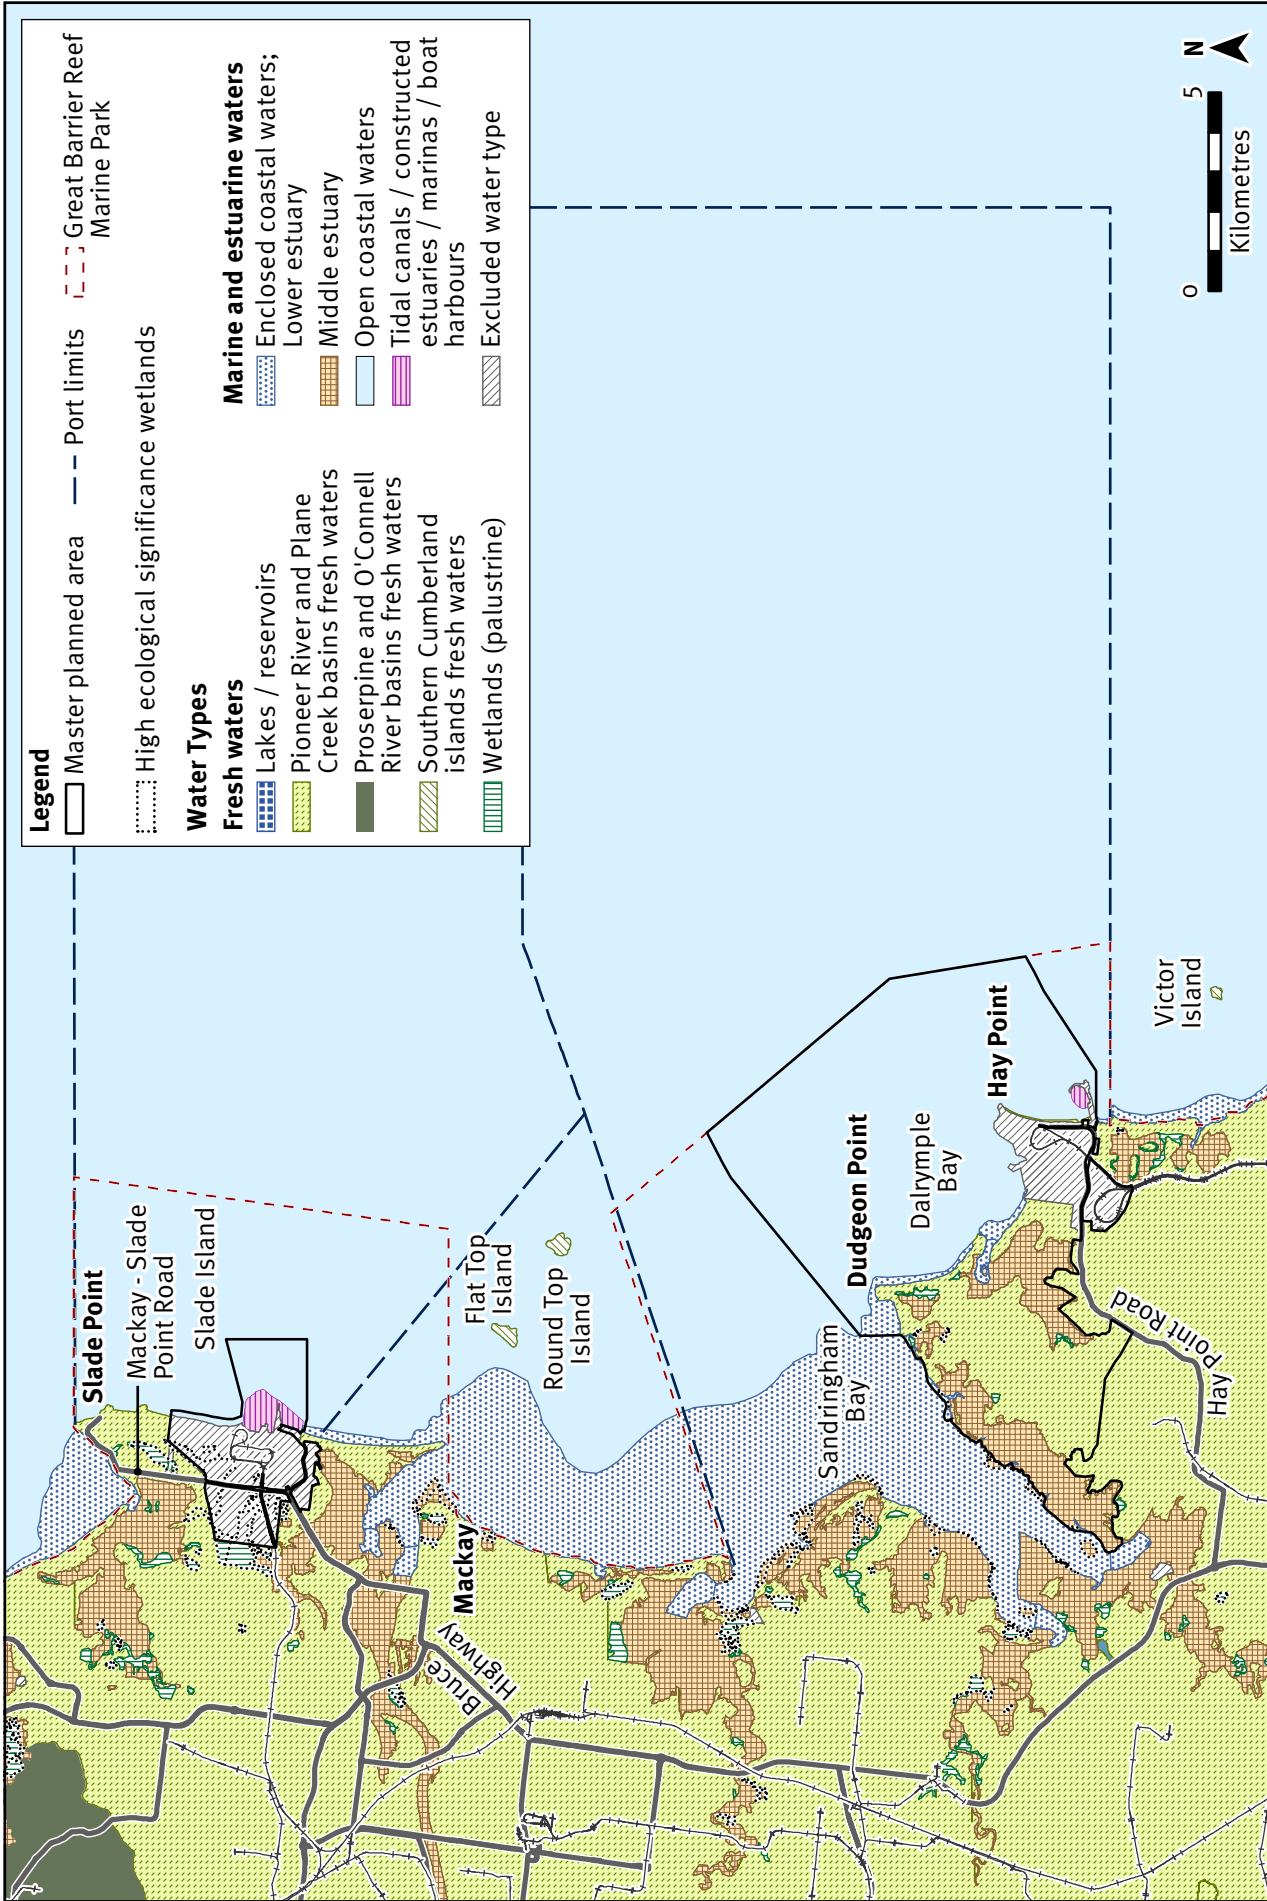 Legend
Master planned area
Port limits
Great Barrier Reef
Marine Park
High ecological significance wetlands
Water Types
Fresh waters
Lakes / reservoirs
Pioneer River and Plane
Creek basins fresh waters
Proserpine and O'Connell
River basins fresh waters
Southern Cumberland
islands fresh waters
Wetlands (palustrine)
Marine and estuarine waters
Enclosed coastal waters;
Lower estuary
Middle estuary
Open coastal waters
Tidal canals / constructed
estuaries / marinas / boat
harbours
Excluded water type
Slade Point
Mackay - Slade
Point Road
Slade Island
Flat Top
Island
Round Top
Island
Mackay
Bruce
Highway
Sandringham
Bay
Dudgeon Point
Dalrymple
Bay
Hay Point
Victor
Island
Hay
Point Road
0
5
Kilometres
N